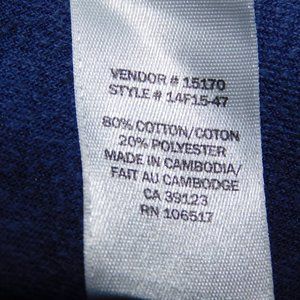 VENDOR # 15170
STYLE # 14F15-47
80% COTTON/COTON
20% POLYESTER
MADE IN CAMBODIA/
FAIT AU CAMBODGE
CA 39123
RN 106517